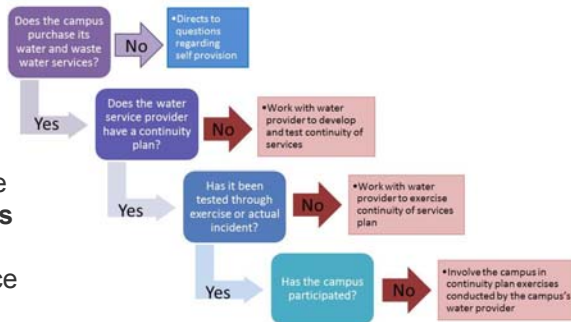 Does the campus
purchase its
water and waste
water services?
No
•Directs to
questions
regarding
self provision
Yes
Does the water
service provider
have a continuity
plan?
No
•Work with water
provider to develop
and test continuity of
services
e
s
ce
Yes
Has it been
tested through
exercise or actual
incident?
No
•Work with water
provider to exercise
continuity of services
plan
Yes
Has the campus
participated?
No
•Involve the campus in
continuity plan exercises
conducted by the campus's
water provider